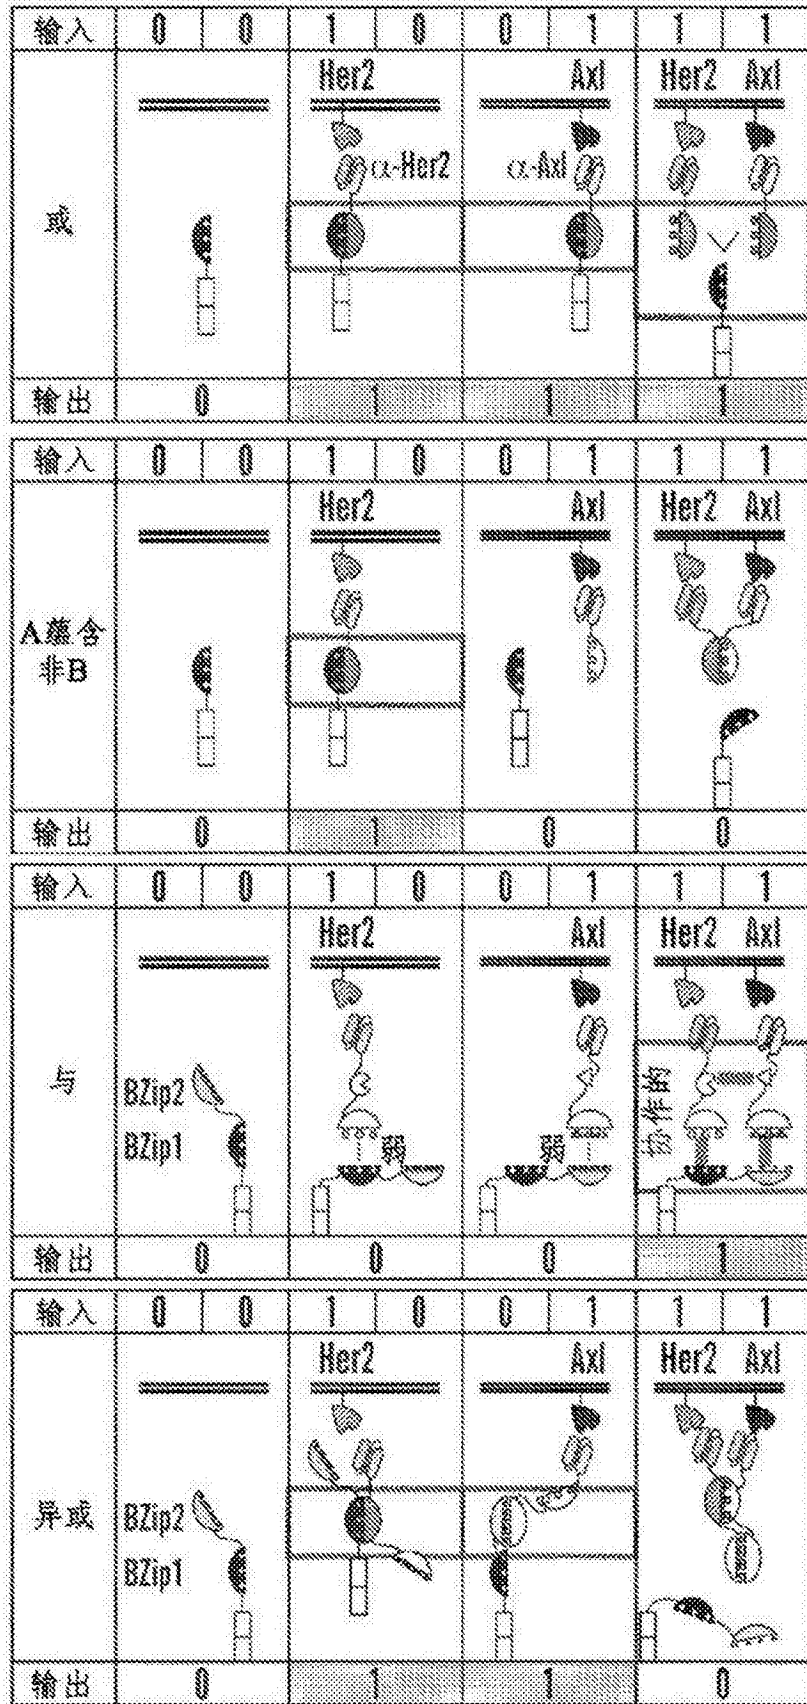 输入 0 0 1 0 0 1 1 1
Her2 Axl Her2 Axl
α-Her2 α-Axl
或
输出 0 1 1 1
输入 0 0 1 0 0 1 1 1
Her2 Axl Her2 Axl
A蕴含
非B
输出 0 1 0 0
输入 0 0 1 0 0 1 1 1
Her2 Axl Her2 Axl
与
BZip2
BZip1
弱
弱
协作的
输出 0 0 0 1
输入 0 0 1 0 0 1 1 1
Her2 Axl Her2 Axl
异或
BZip2
BZip1
输出 0 1 1 0